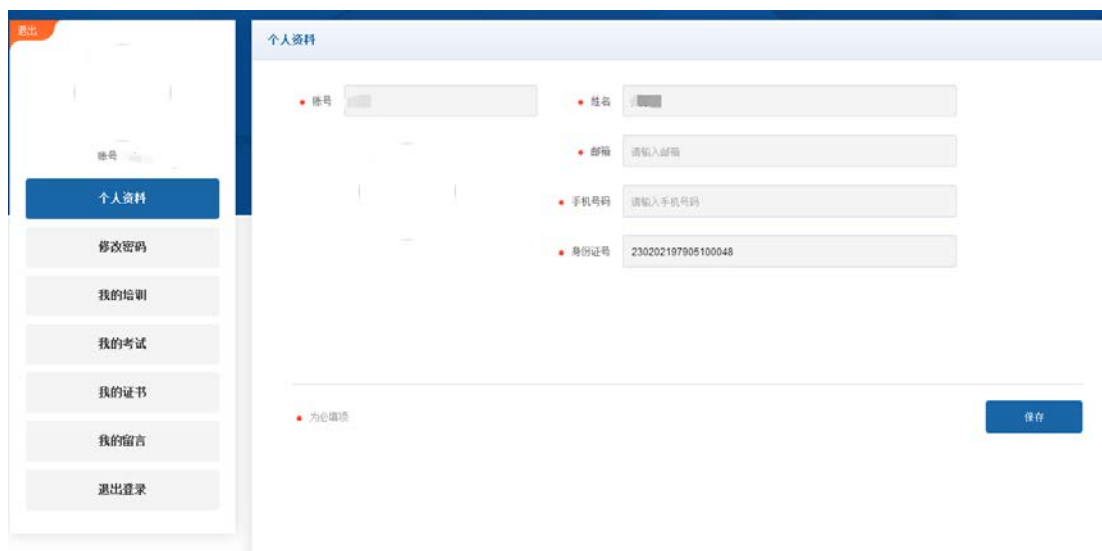 退出
账号
个人资料
修改密码
我的培训
我的考试
我的证书
我的留言
退出登录
个人资料
账号
姓名
邮箱 请输入邮箱
手机号码 请输入手机号码
身份证号 230202197905100048
为必填项
保存